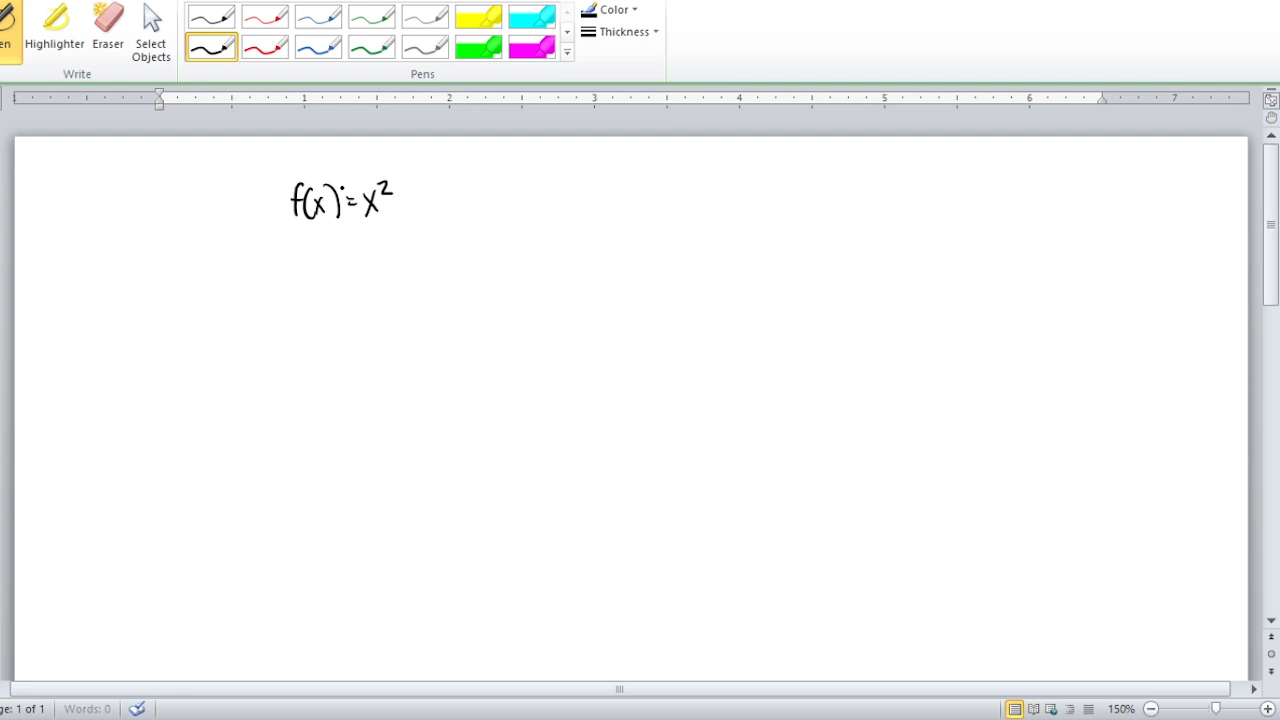 en
Highlighter
Eraser
Select
Objects
Write
Pens
Color
Thickness
1 1 2 3 4 5 6 7
f(x) = x²
ge: 1 of 1
Words: 0
150%